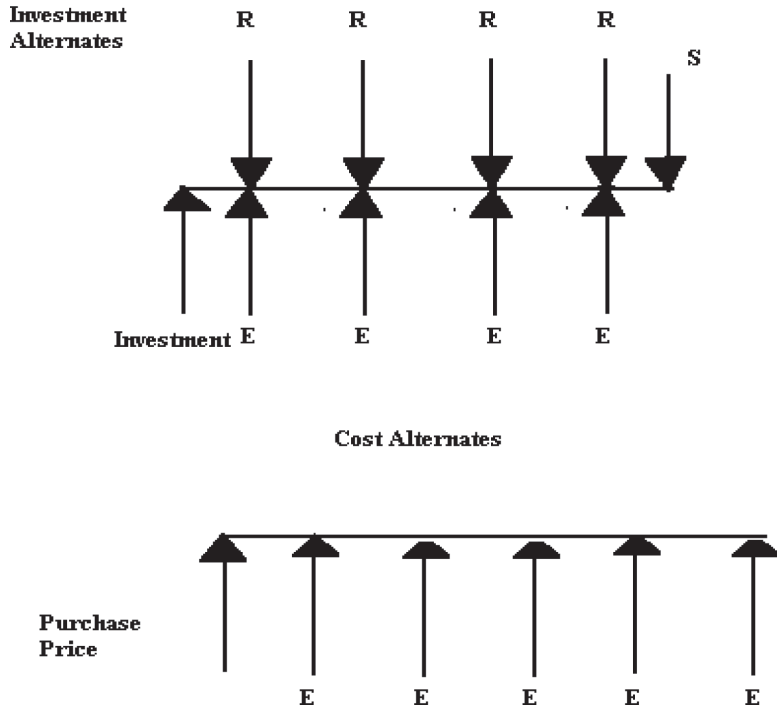 Investment
Alternates
R R R R
S
Investment E E E E
Cost Alternates
Purchase
Price
E E E E E